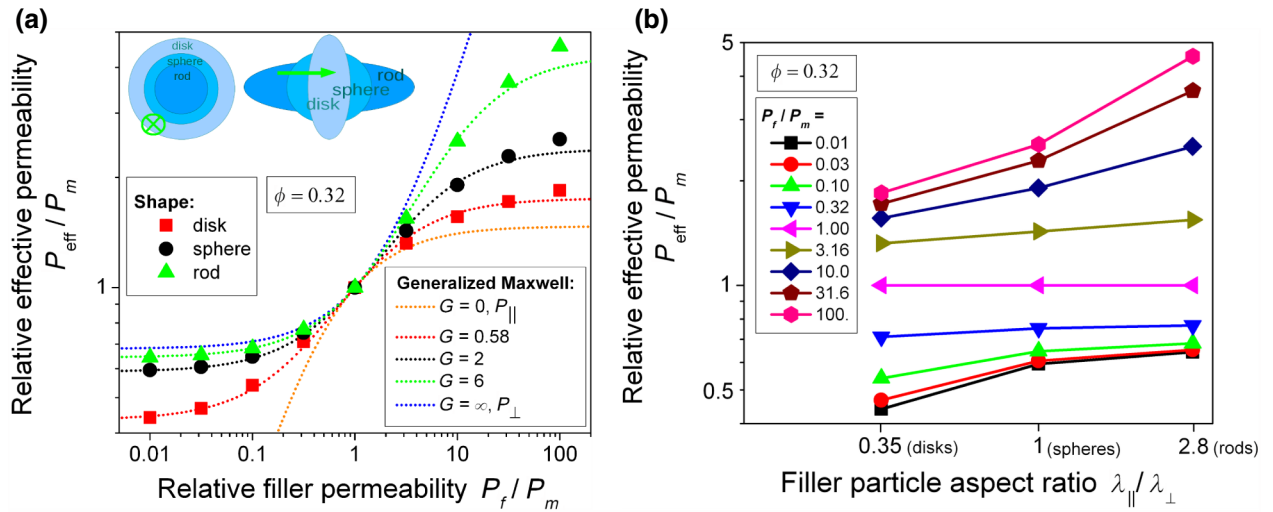 (a)
Relative effective permeability
P_eff / P_m
1
0.01
0.1
1
10
100
Relative filler permeability P_f / P_m
disk
sphere
rod
rod
sphere
disk
ϕ = 0.32
Shape:
disk
sphere
rod
Generalized Maxwell:
G = 0, P_||
G = 0.58
G = 2
G = 6
G = ∞, P_⊥
(b)
Relative effective permeability
P_eff / P_m
5
1
0.5
ϕ = 0.32
P_f / P_m =
0.01
0.03
0.10
0.32
1.00
3.16
10.0
31.6
100.
0.35 (disks)
1 (spheres)
2.8 (rods)
Filler particle aspect ratio λ_|| / λ_⊥